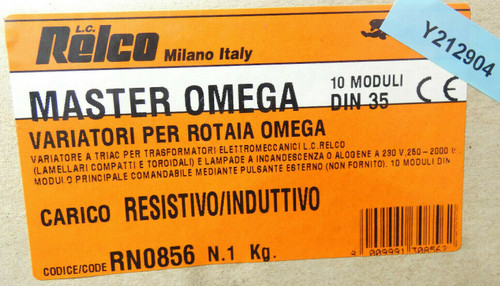 L.C.
Relco Milano Italy
Y212904
MASTER OMEGA 10 MODULI DIN 35 CE
VARIATORI PER ROTAIA OMEGA
VARIATORE A TRIAC PER TRASFORMATORI ELETTROMECCANICI L.C.RELCO
(LAMELLARI COMPATTI E TOROIDALI) E LAMPADE A INCANDESCENZA O ALOGENE A 230 V,250-2000
MODULO PRINCIPALE COMANDABILE MEDIANTE PULSANTE ESTERNO (NON FORNITO). 10 MODULI DIN
CARICO RESISTIVO/INDUTTIVO
CODICE/CODE RN0856 N.1 Kg.